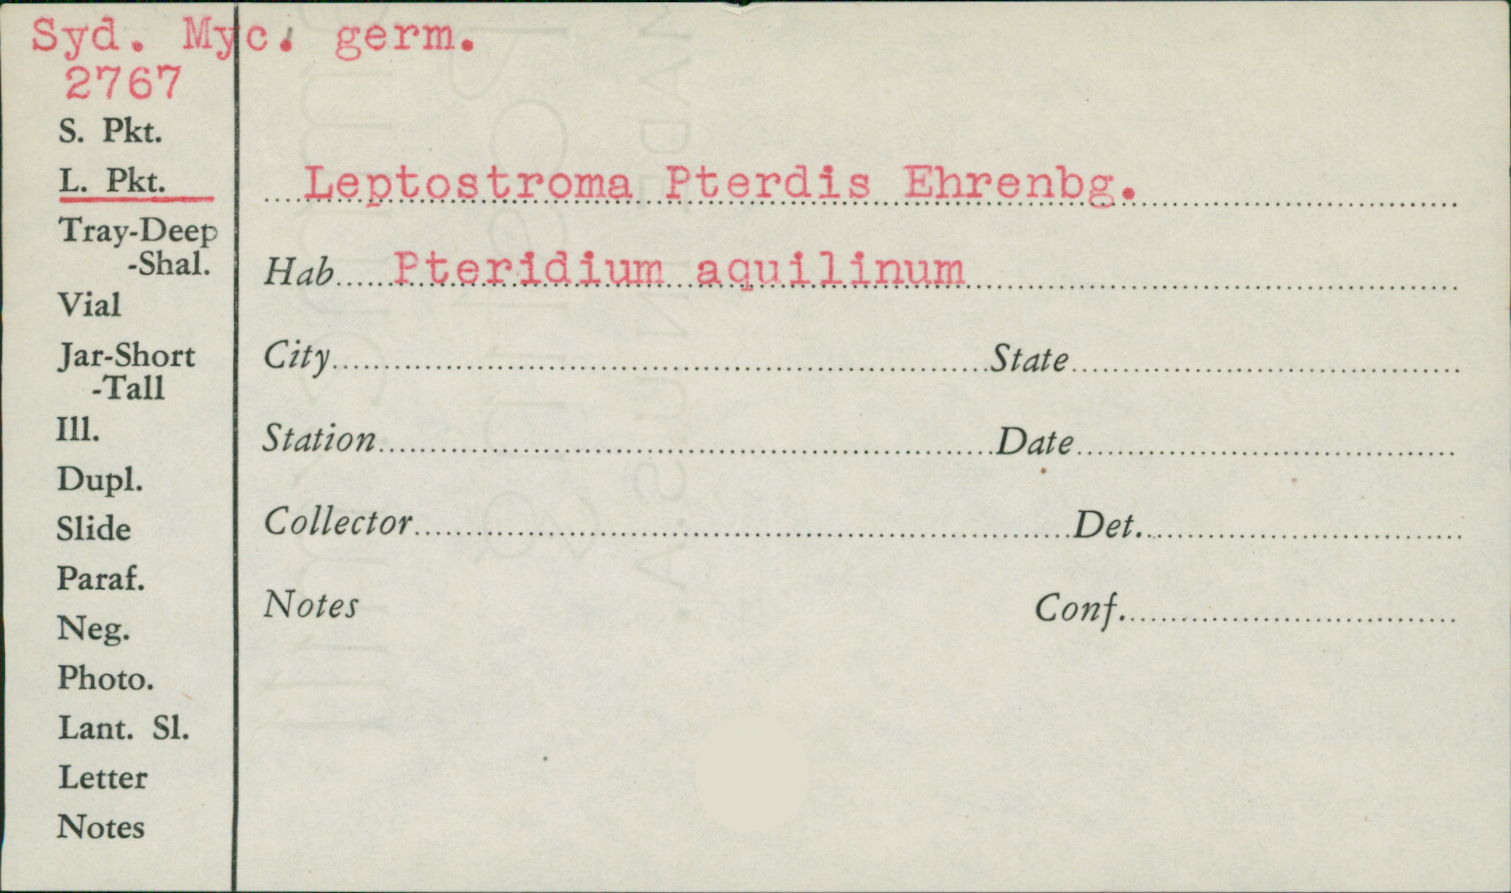 Syd. Myc. germ.
2767
S. Pkt.
L. Pkt.
Tray-Deep
-Shal.
Vial
Jar-Short
-Tall
Ill.
Dupl.
Slide
Paraf.
Neg.
Photo.
Lant. Sl.
Letter
Notes
Leptostroma Pterdis Ehrenbg.
Hab Pteridium aquilinum
City State
Station Date
Collector Det.
Notes Conf.